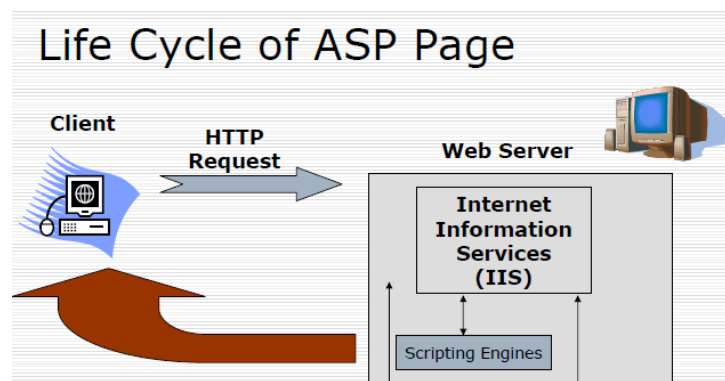 Life Cycle of ASP Page
Client
HTTP
Request
Web Server
Internet
Information
Services
(IIS)
Scripting Engines